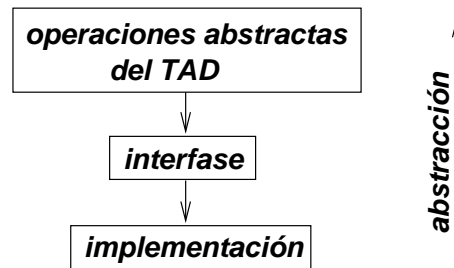 operaciones abstractas
del TAD
interfase
implementación
abstracción